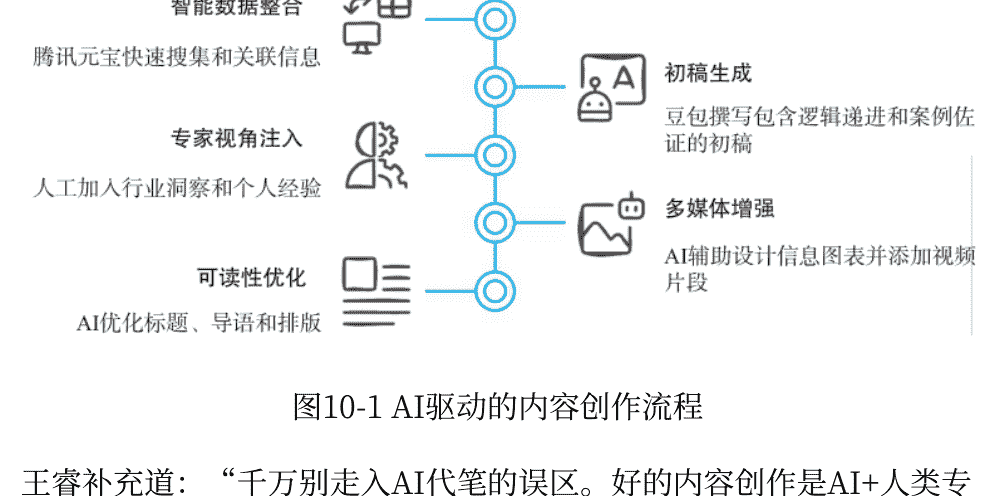 智能数据整合
腾讯元宝快速搜集和关联信息
初稿生成
豆包撰写包含逻辑递进和案例佐
证的初稿
专家视角注入
人工加入行业洞察和个人经验
多媒体增强
AI辅助设计信息图表并添加视频
片段
可读性优化
AI优化标题、导语和排版
图10-1 AI驱动的内容创作流程
王睿补充道：“千万别走入AI代笔的误区。好的内容创作是AI+人类专